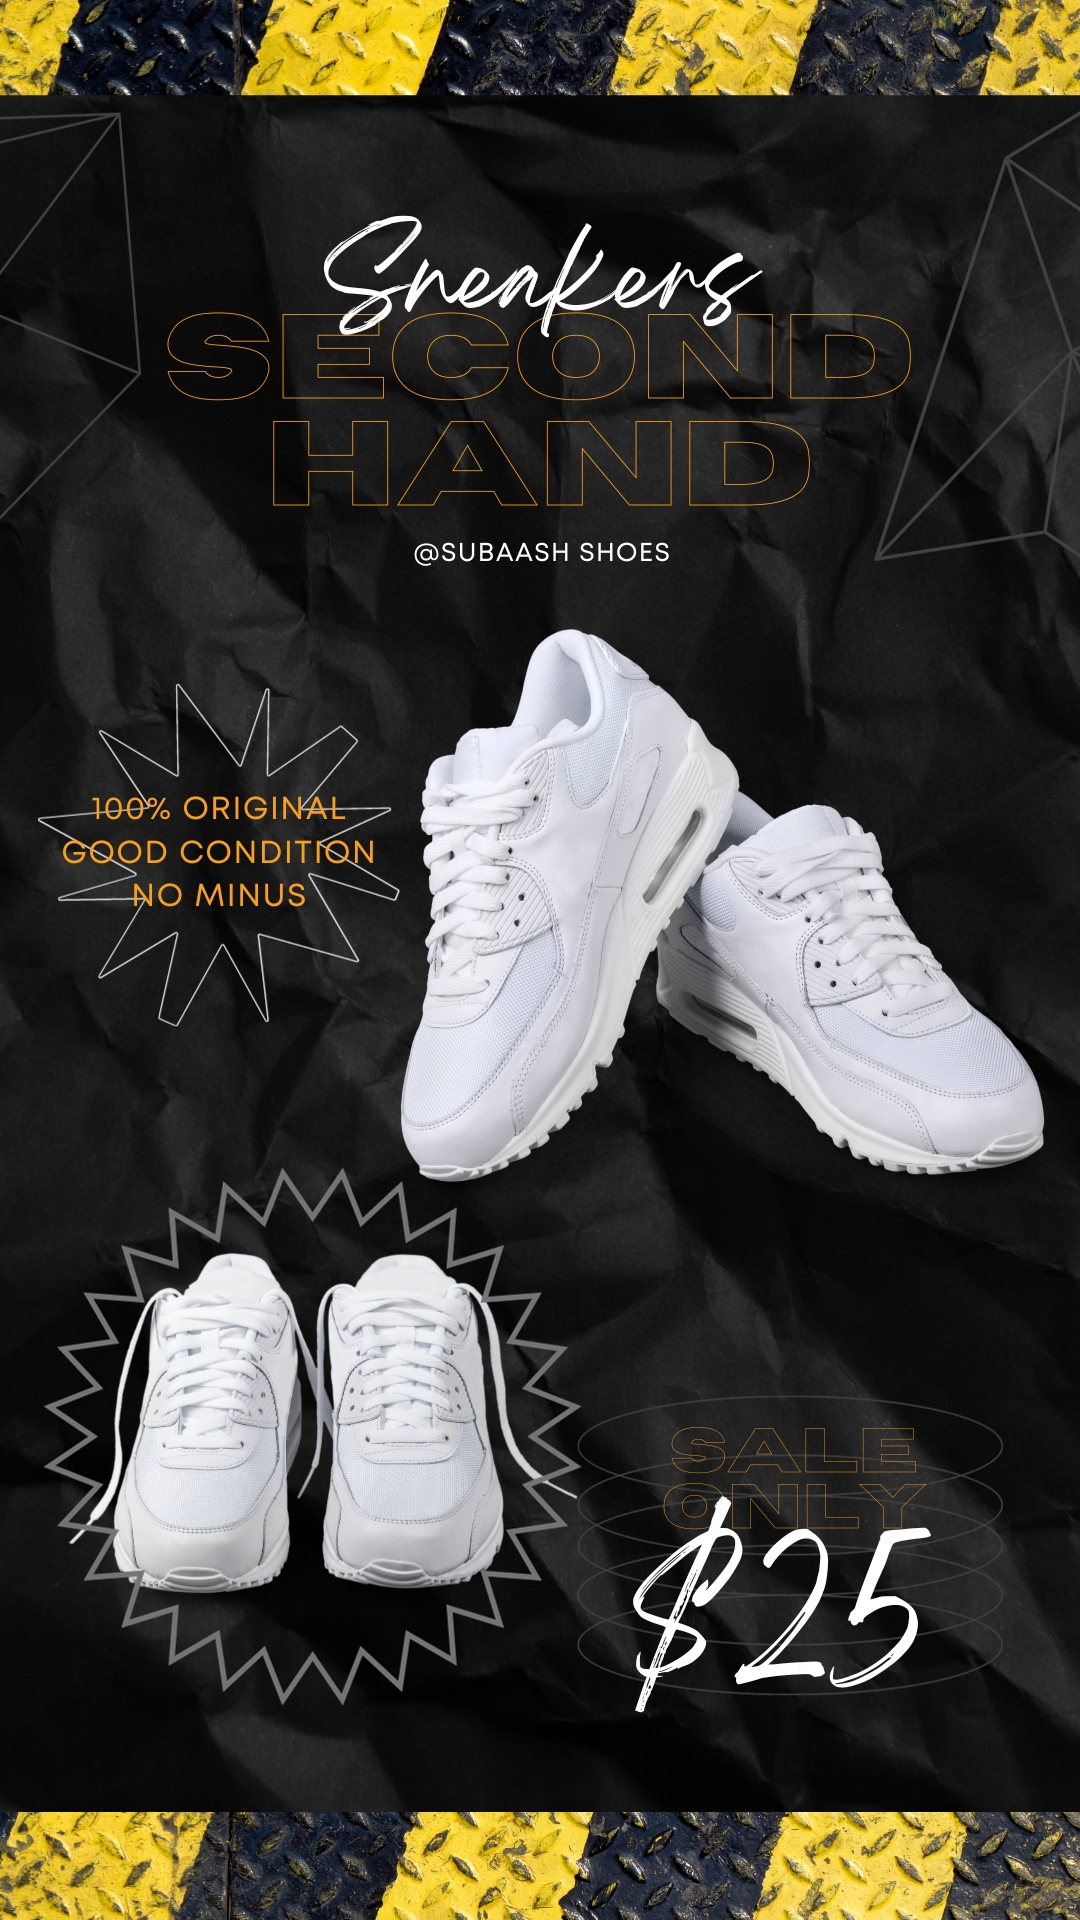 Sneakers
SECOND
HAND
@SUBAASH SHOES
100% ORIGINAL
GOOD CONDITION
NO MINUS
SALE
ONLY
$25